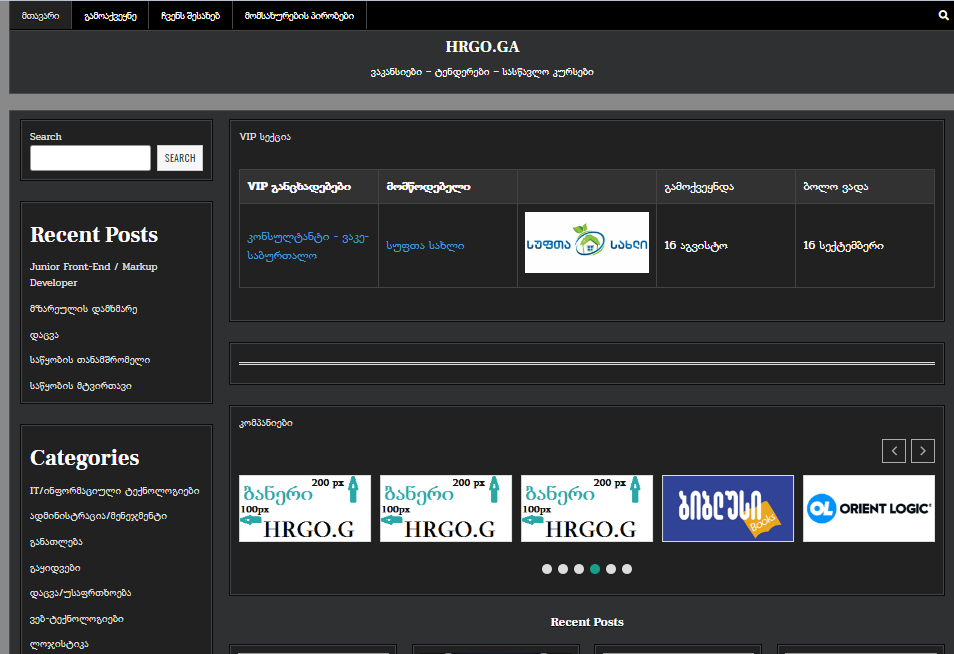 მთავარი
გამოაქვეყნე
ჩვენს შესახებ
მომსახურების პირობები
HRGO.GA
ვაკანსიები – ტენდერები – სასწავლო კურსები
Search
SEARCH
Recent Posts
Junior Front-End / Markup
Developer
მზარეულის დამხმარე
დაცვა
საწყობის თანამშრომელი
საწყობის მტვირთავი
Categories
IT/ინფორმაციული ტექნოლოგიები
ადმინისტრაცია/მენეჯმენტი
განათლება
გაყიდვები
დაცვა/უსაფრთხოება
ვებ-ტექნოლოგიები
ლოჯისტიკა
VIP სექცია
VIP განცხადებები
მომწოდებელი
გამოქვეყნდა
ბოლო ვადა
კონსულტანტი - ვაკე-
საბურთალო
სუფთა სახლი
სუფთა სახლი
16 აგვისტო
16 სექტემბერი
კომპანიები
ბანერი 200 px
100px
HRGO.G
ბანერი 200 px
100px
HRGO.G
ბანერი 200 px
100px
HRGO.G
ბიბლუსი
Books
OL ORIENT LOGIC
Recent Posts